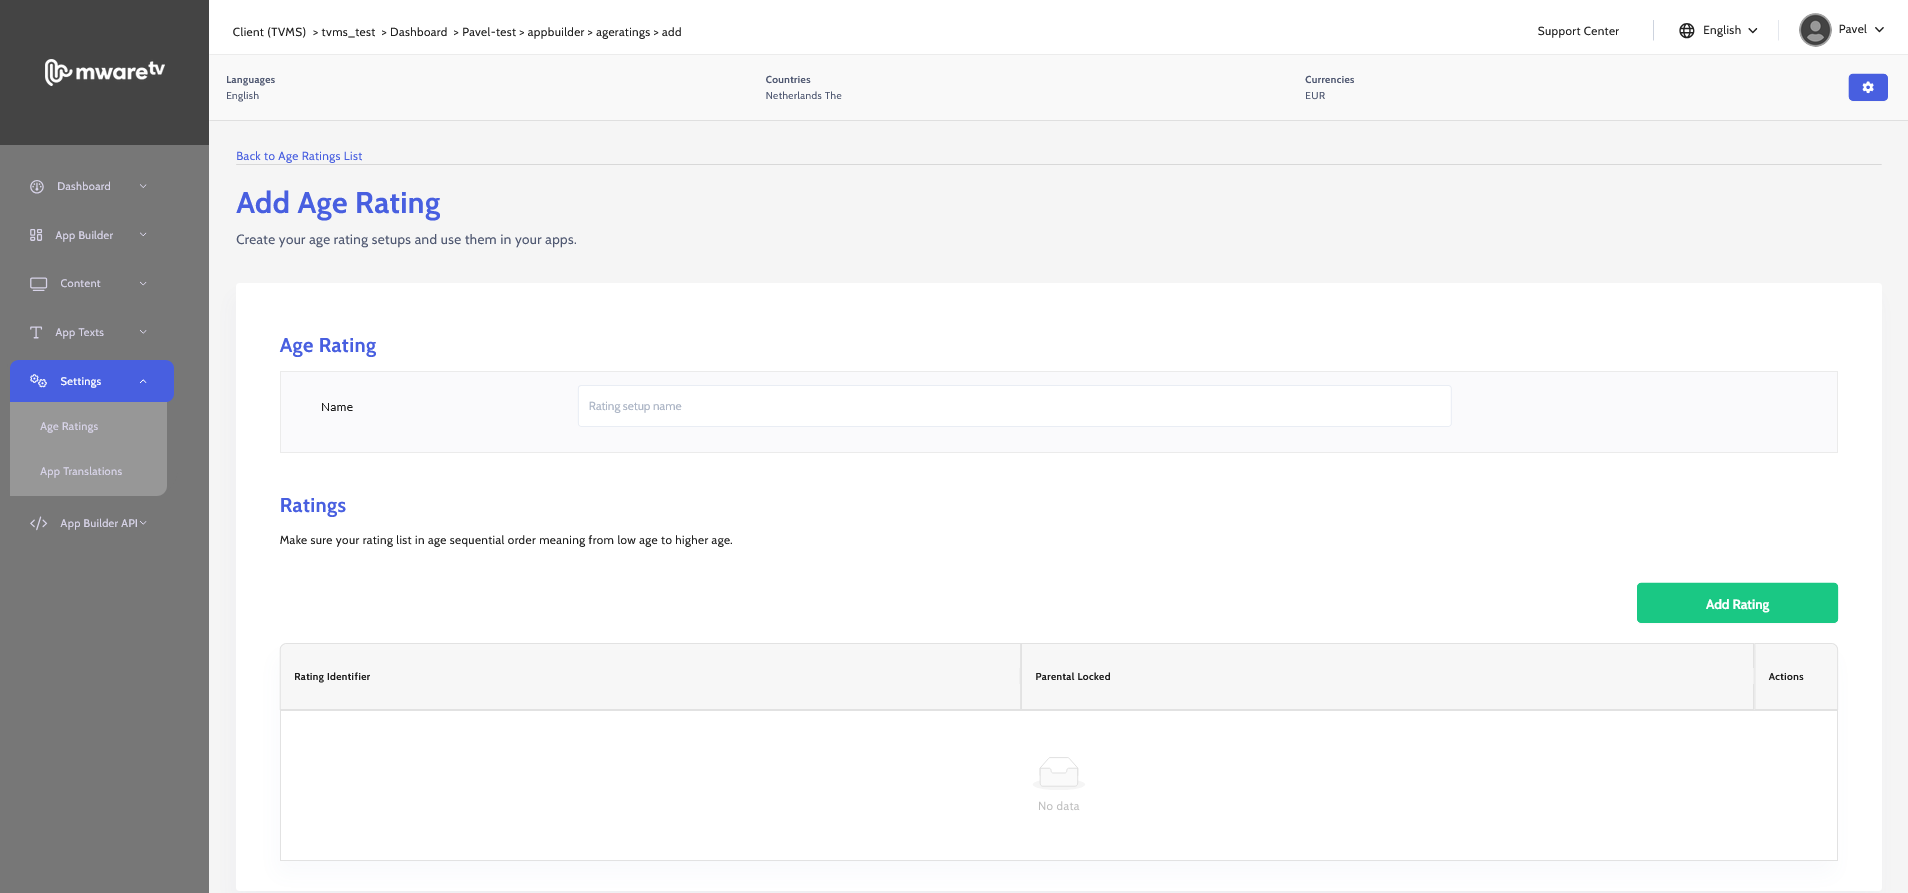 mwaretv
Client (TVMS) > tvms_test > Dashboard > Pavel-test > appbuilder > ageratings > add
Support Center
English
Pavel
Languages
English
Countries
Netherlands The
Currencies
EUR
Dashboard
App Builder
Content
App Texts
Settings
Age Ratings
App Translations
App Builder API
Back to Age Ratings List
Add Age Rating
Create your age rating setups and use them in your apps.
Age Rating
Name
Rating setup name
Ratings
Make sure your rating list in age sequential order meaning from low age to higher age.
Add Rating
Rating Identifier
Parental Locked
Actions
No data